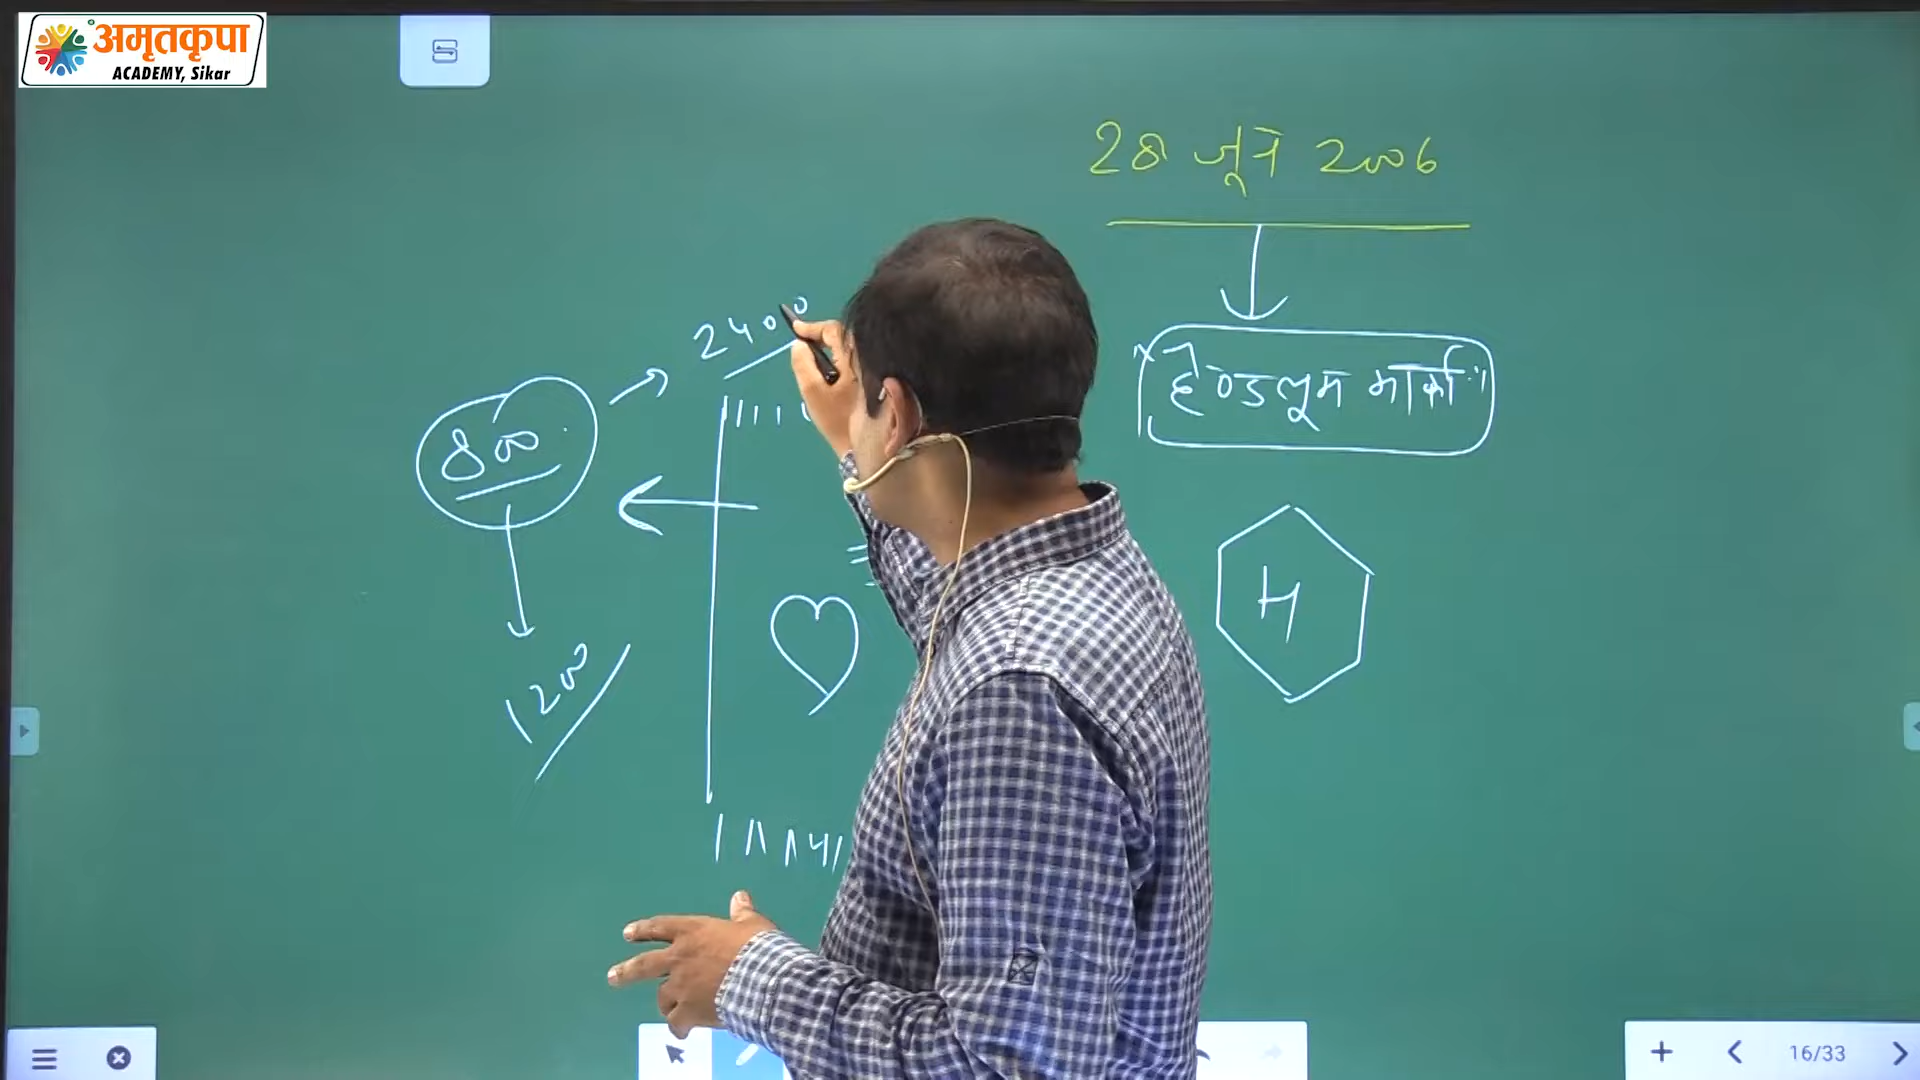 अमृतकृपा
ACADEMY, Sikar
28 जून 2006
"हैण्डलूम मार्का"
2400
800
H
1200
16/33